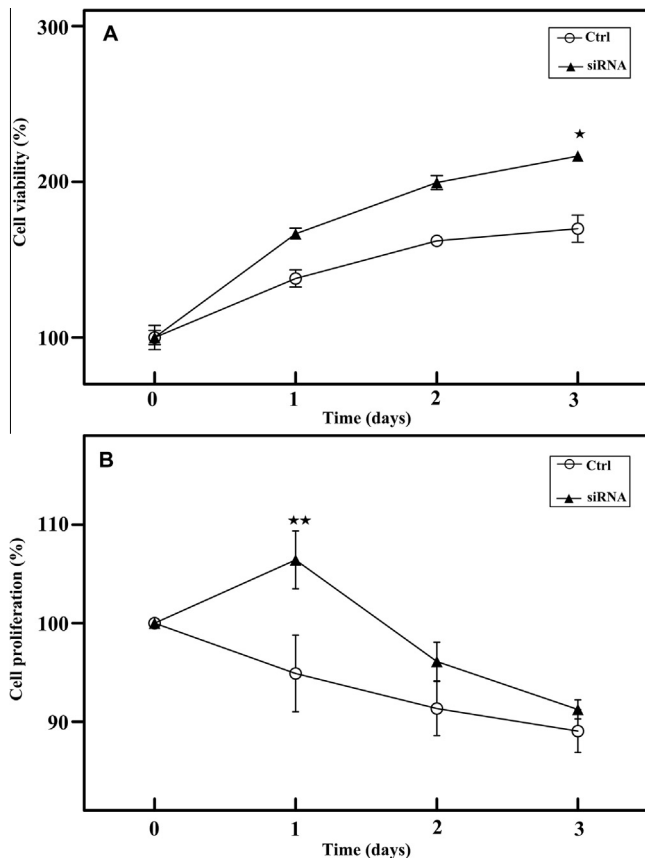 A
Ctrl
siRNA
300
200
100
Cell viability (%)
★
0 1 2 3
Time (days)
B
Ctrl
siRNA
110
100
90
Cell proliferation (%)
★★
0 1 2 3
Time (days)